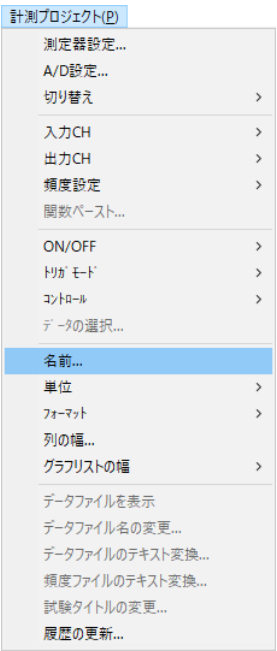 計測プロジェクト(P)
測定器設定...
A/D設定...
切り替え
入力CH
出力CH
頻度設定
関数ペースト...
ON/OFF
ﾄﾘｶﾞﾓｰﾄﾞ
ｺﾝﾄﾛｰﾙ
ﾃﾞｰﾀの選択...
名前...
単位
ﾌｫｰﾏｯﾄ
列の幅...
グラフリストの幅
データファイルを表示
データファイル名の変更...
データファイルのテキスト変換...
頻度ファイルのテキスト変換...
試験タイトルの変更...
履歴の更新...